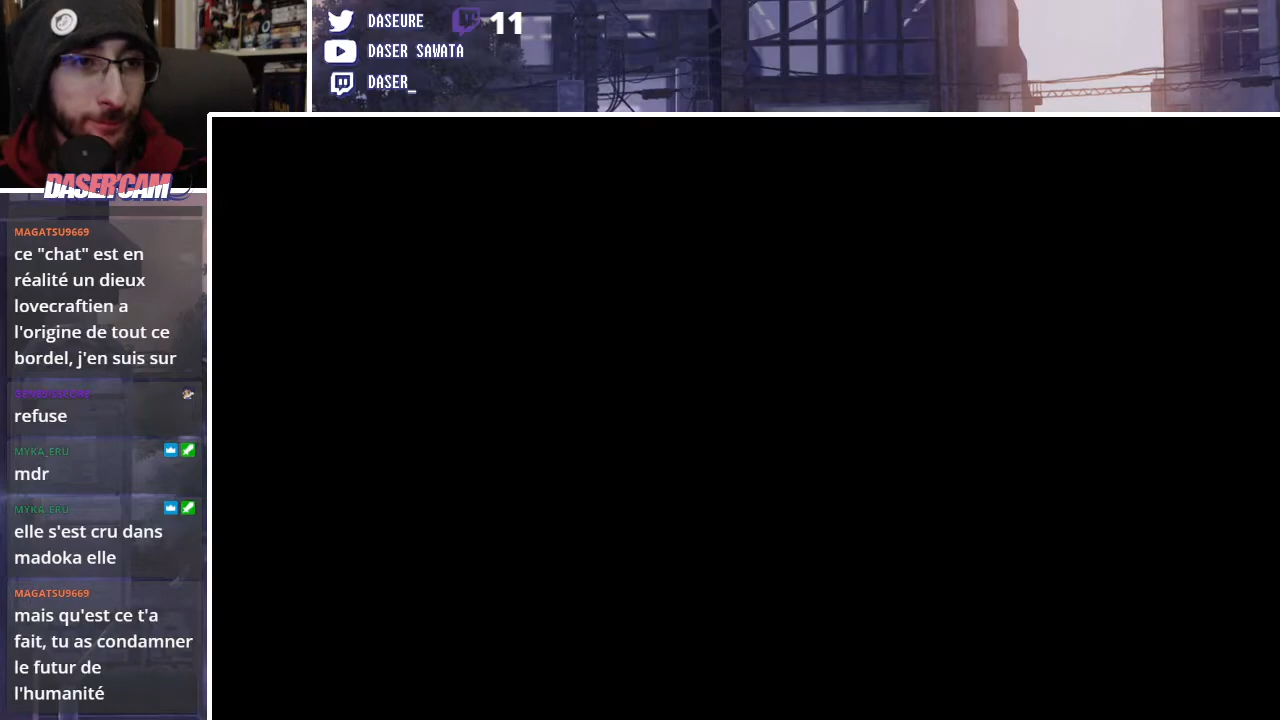 DASEURE
11
DASER SAWATA
DASER_
DASER'CAM
MAGATSU9669
ce "chat" est en
réalité un dieux
lovecraftien a
l'origine de tout ce
bordel, j'en suis sur
refuse
MYKA_ERU
mdr
MYKA_ERU
elle s'est cru dans
madoka elle
MAGATSU9669
mais qu'est ce t'a
fait, tu as condamner
le futur de
l'humanité